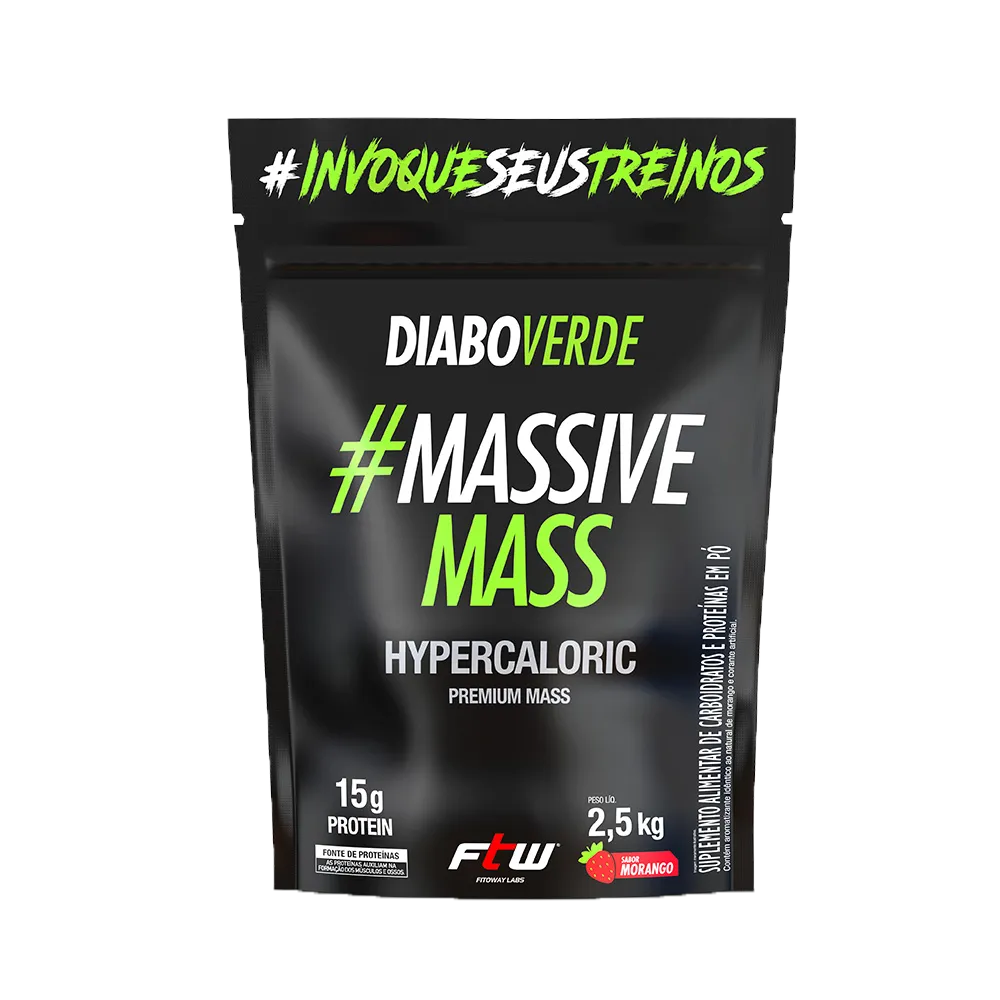 #INVOQUESEUSTREINOS
DIABOVERDE
#MASSIVE
MASS
HYPERCALORIC
PREMIUM MASS
15g
PROTEIN
FONTE DE PROTEÍNAS
AS PROTEÍNAS AUXILIAM NA
FORMAÇÃO DOS MÚSCULOS E OSSOS.
FTW®
FITOWAY LABS
PESO LÍQ.
2,5 kg
SABOR
MORANGO
SUPLEMENTO ALIMENTAR DE CARBOIDRATOS E PROTEÍNAS EM PÓ
Contém aromatizante idêntico ao natural de morango e corante artificial.